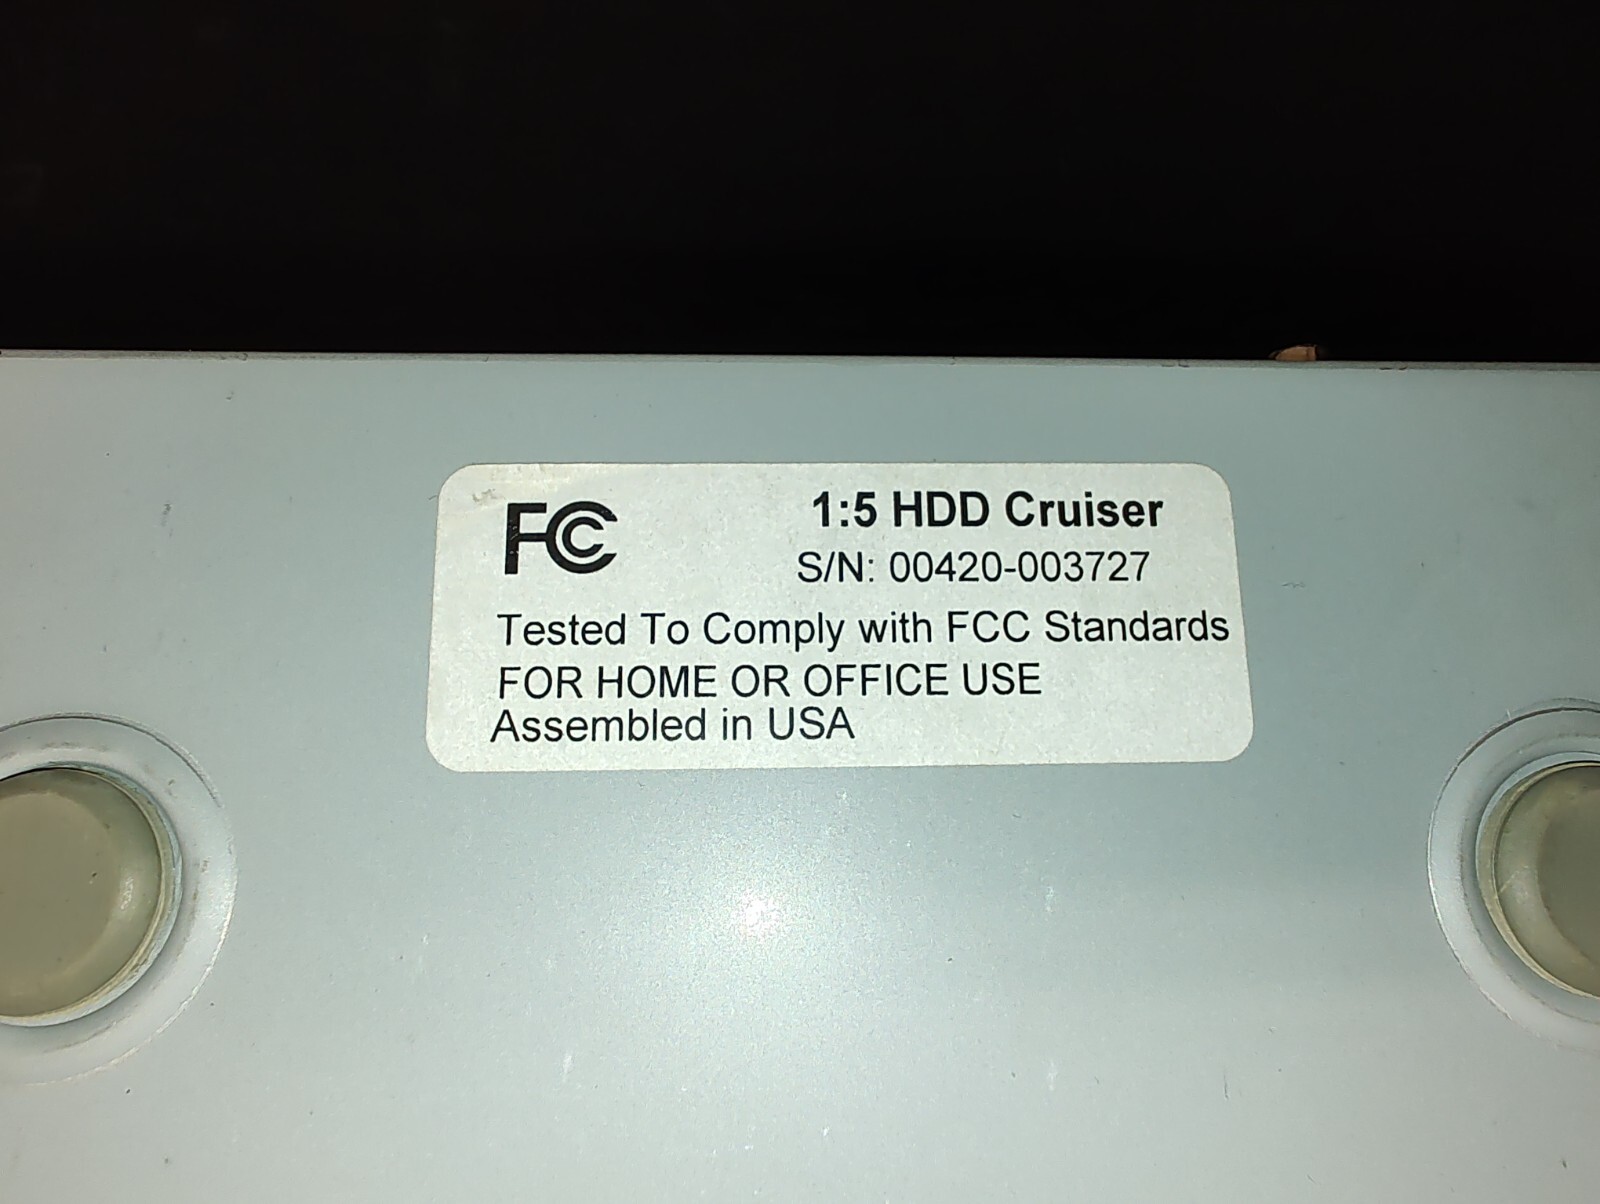 FCC
1:5 HDD Cruiser
S/N: 00420-003727
Tested To Comply with FCC Standards
FOR HOME OR OFFICE USE
Assembled in USA